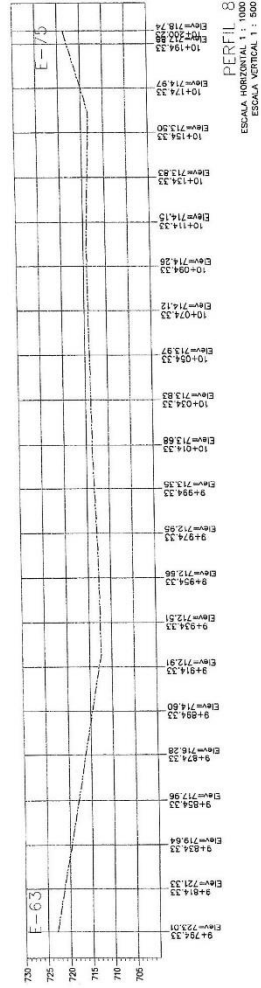 E-63
E-75
730
725
720
715
710
705
9+794.33
Elev=723.01
9+814.33
Elev=721.33
9+834.33
Elev=719.64
9+854.33
Elev=717.96
9+874.33
Elev=716.28
9+894.33
Elev=714.60
9+914.33
Elev=712.91
9+934.33
Elev=712.51
9+954.33
Elev=712.66
9+974.33
Elev=712.95
9+994.33
Elev=713.35
10+014.33
Elev=713.68
10+034.33
Elev=713.83
10+054.33
Elev=713.97
10+074.33
Elev=714.12
10+094.33
Elev=714.26
10+114.33
Elev=714.15
10+134.33
Elev=713.83
10+154.33
Elev=713.50
10+174.33
Elev=714.97
10+194.33
Elev=717.88
10+200.23
Elev=718.74
PERFIL 8
ESCALA HORIZONTAL 1 : 1000
ESCALA VERTICAL 1 : 500